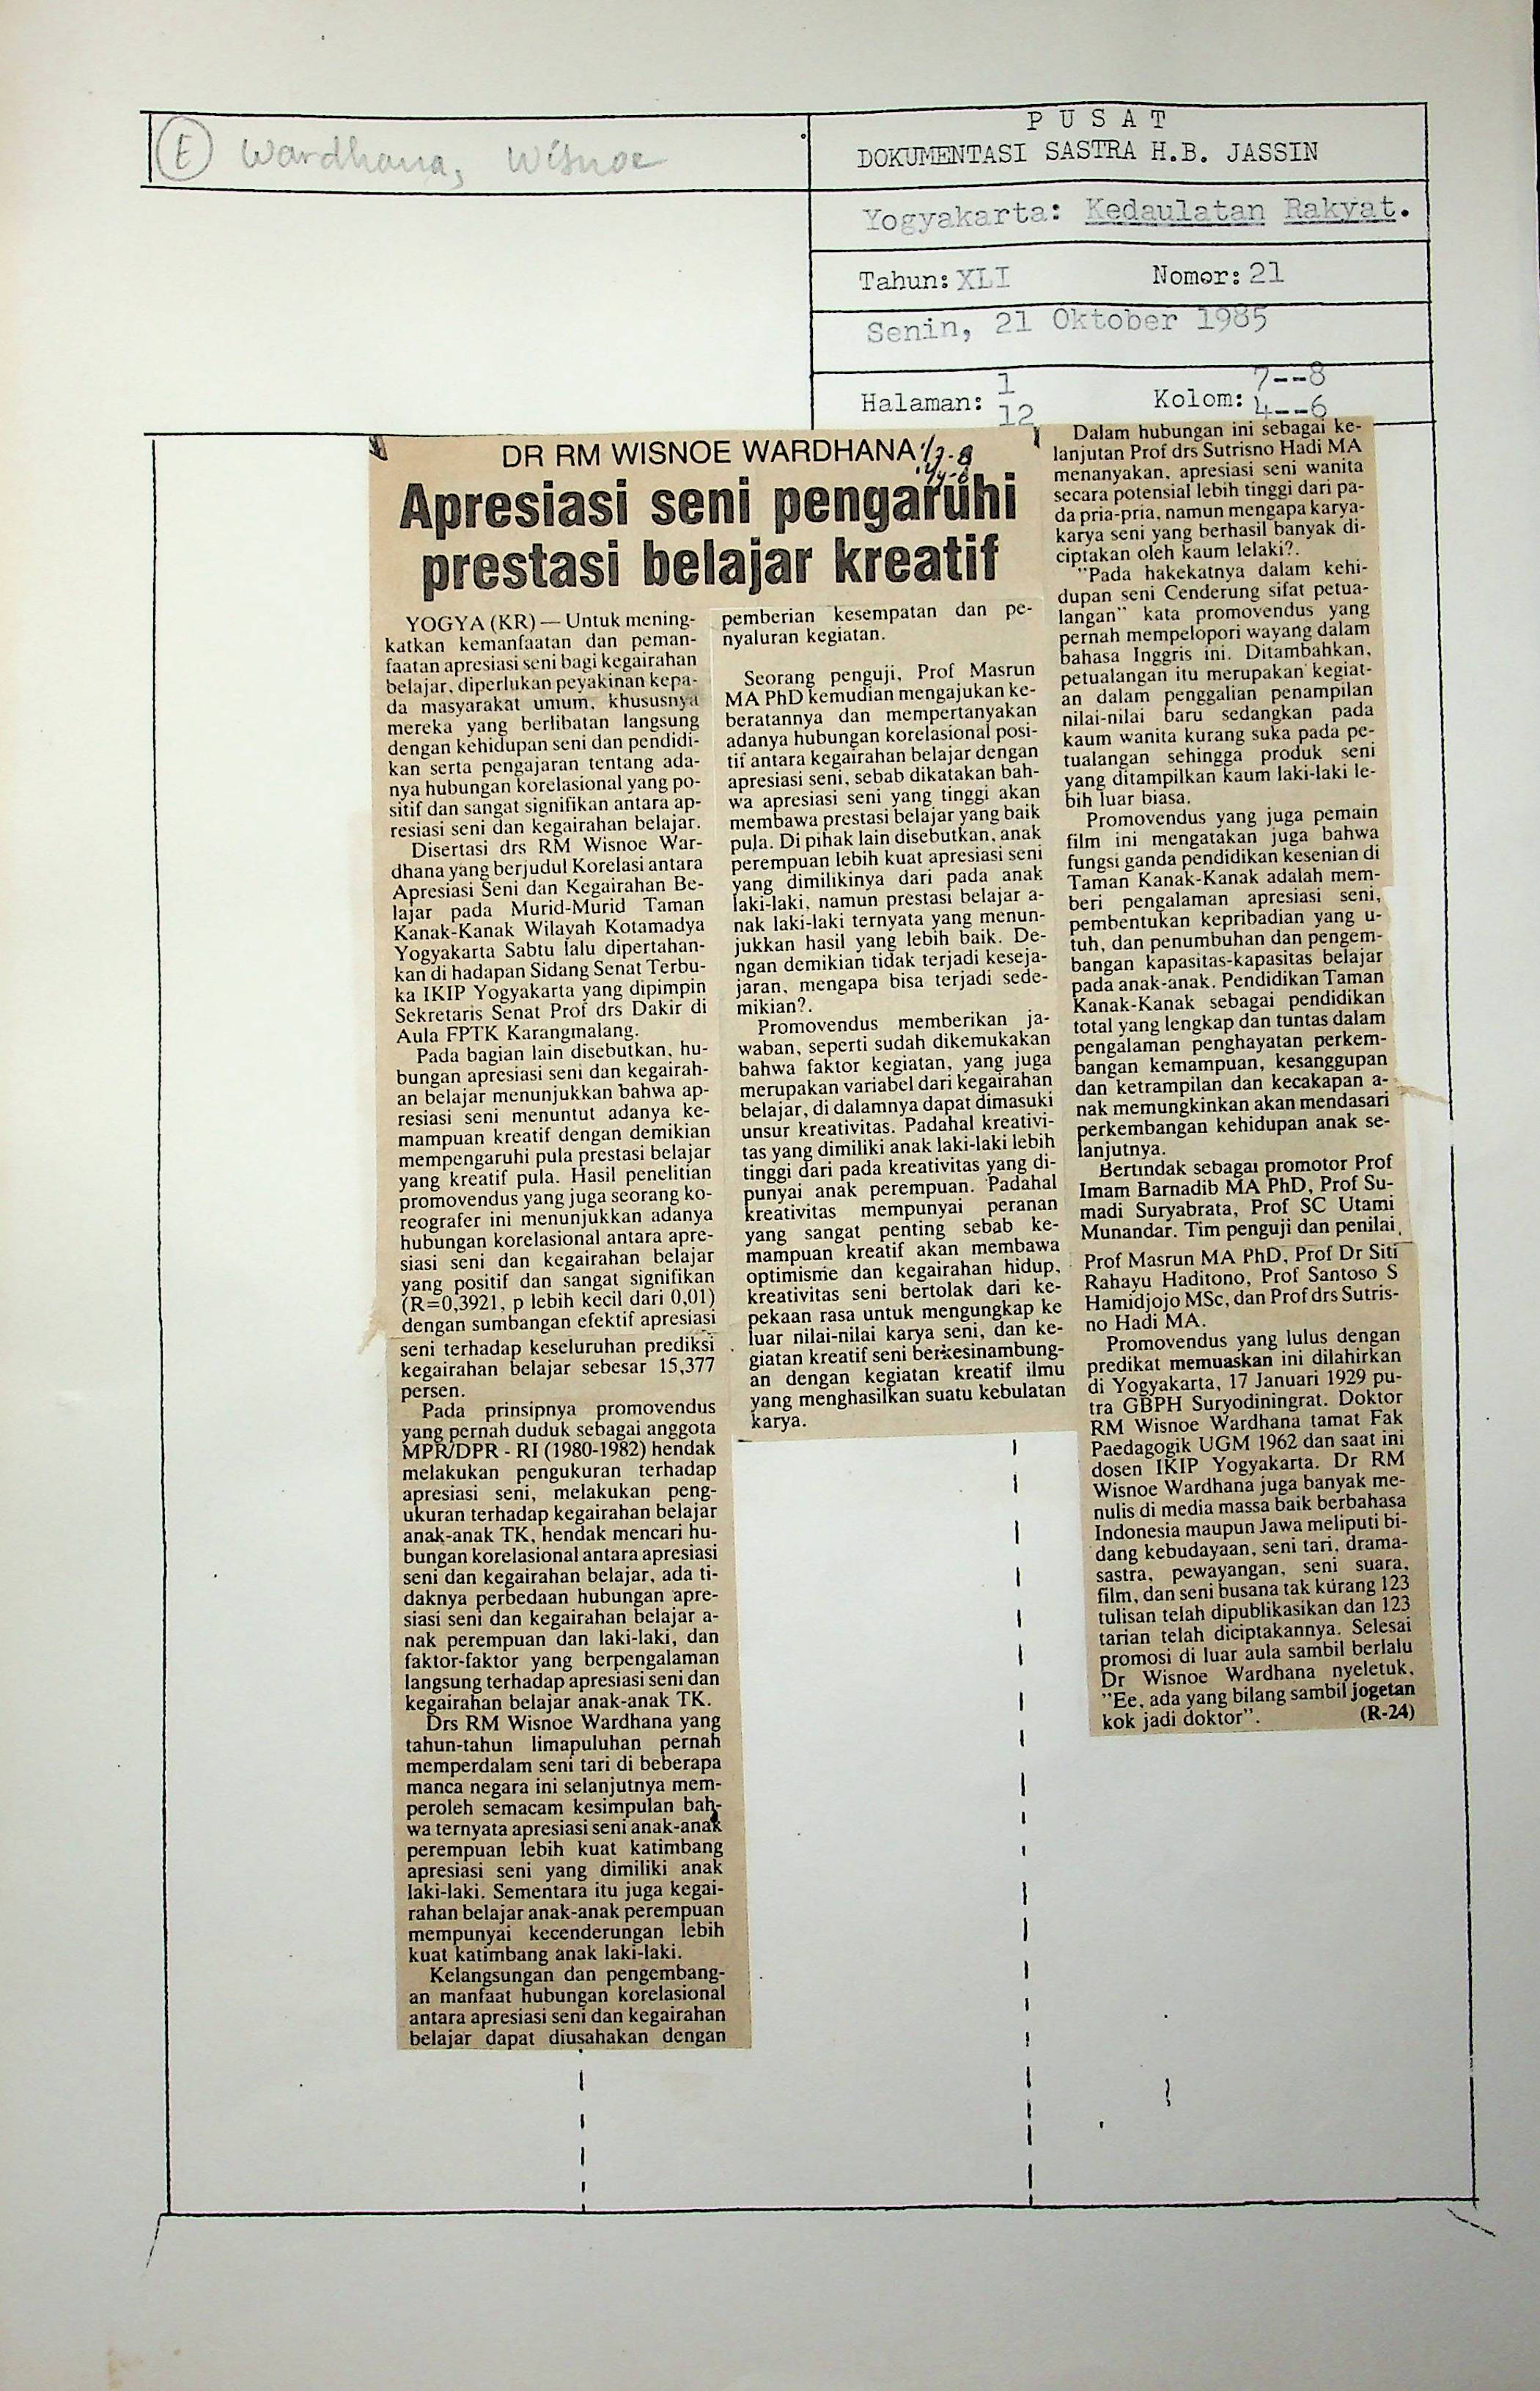 (E) Wardhana, Wisnoe
P U S A T
DOKUMENTASI SASTRA H.B. JASSIN
Yogyakarta: Kedaulatan Rakyat.
Tahun: XLI Nomor: 21
Senin, 21 Oktober 1985
Halaman: 1 Kolom: 7--8
12 4--6
DR RM WISNOE WARDHANA 1/7-8
Apresiasi seni pengaruhi
prestasi belajar kreatif
YOGYA (KR) — Untuk mening-
katkan kemanfaatan dan peman-
faatan apresiasi seni bagi kegairahan
belajar, diperlukan peyakinan kepa-
da masyarakat umum, khususnya
mereka yang berlibatan langsung
dengan kehidupan seni dan pendidi-
kan serta pengajaran tentang ada-
nya hubungan korelasional yang po-
sitif dan sangat signifikan antara ap-
resiasi seni dan kegairahan belajar.
Disertasi drs RM Wisnoe War-
dhana yang berjudul Korelasi antara
Apresiasi Seni dan Kegairahan Be-
lajar pada Murid-Murid Taman
Kanak-Kanak Wilayah Kotamadya
Yogyakarta Sabtu lalu dipertahan-
kan di hadapan Sidang Senat Terbu-
ka IKIP Yogyakarta yang dipimpin
Sekretaris Senat Prof drs Dakir di
Aula FPTK Karangmalang.
Pada bagian lain disebutkan, hu-
bungan apresiasi seni dan kegairah-
an belajar menunjukkan bahwa ap-
resiasi seni menuntut adanya ke-
mampuan kreatif dengan demikian
mempengaruhi pula prestasi belajar
yang kreatif pula. Hasil penelitian
promovendus yang juga seorang ko-
reografer ini menunjukkan adanya
hubungan korelasional antara apre-
siasi seni dan kegairahan belajar
yang positif dan sangat signifikan
(R=0,3921, p lebih kecil dari 0,01)
dengan sumbangan efektif apresiasi
seni terhadap keseluruhan prediksi
kegairahan belajar sebesar 15,377
persen.
Pada prinsipnya promovendus
yang pernah duduk sebagai anggota
MPR/DPR - RI (1980-1982) hendak
melakukan pengukuran terhadap
apresiasi seni, melakukan peng-
ukuran terhadap kegairahan belajar
anak-anak TK, hendak mencari hu-
bungan korelasional antara apresiasi
seni dan kegairahan belajar, ada ti-
daknya perbedaan hubungan apre-
siasi seni dan kegairahan belajar a-
nak perempuan dan laki-laki, dan
faktor-faktor yang berpengalaman
langsung terhadap apresiasi seni dan
kegairahan belajar anak-anak TK.
Drs RM Wisnoe Wardhana yang
tahun-tahun limapuluhan pernah
memperdalam seni tari di beberapa
manca negara ini selanjutnya mem-
peroleh semacam kesimpulan bah-
wa ternyata apresiasi seni anak-anak
perempuan lebih kuat katimbang
apresiasi seni yang dimiliki anak
laki-laki. Sementara itu juga kegai-
rahan belajar anak-anak perempuan
mempunyai kecenderungan lebih
kuat katimbang anak laki-laki.
Kelangsungan dan pengembang-
an manfaat hubungan korelasional
antara apresiasi seni dan kegairahan
belajar dapat diusahakan dengan
pemberian kesempatan dan pe-
nyaluran kegiatan.
Seorang penguji, Prof Masrun
MA PhD kemudian mengajukan ke-
beratannya dan mempertanyakan
adanya hubungan korelasional posi-
tif antara kegairahan belajar dengan
apresiasi seni, sebab dikatakan bah-
wa apresiasi seni yang tinggi akan
membawa prestasi belajar yang baik
pula. Di pihak lain disebutkan, anak
perempuan lebih kuat apresiasi seni
yang dimilikinya dari pada anak
laki-laki, namun prestasi belajar a-
nak laki-laki ternyata yang menun-
jukkan hasil yang lebih baik. De-
ngan demikian tidak terjadi keseja-
jaran, mengapa bisa terjadi sede-
mikian?.
Promovendus memberikan ja-
waban, seperti sudah dikemukakan
bahwa faktor kegiatan, yang juga
merupakan variabel dari kegairahan
belajar, di dalamnya dapat dimasuki
unsur kreativitas. Padahal kreativi-
tas yang dimiliki anak laki-laki lebih
tinggi dari pada kreativitas yang di-
punyai anak perempuan. Padahal
kreativitas mempunyai peranan
yang sangat penting sebab ke-
mampuan kreatif akan membawa
optimisme dan kegairahan hidup,
kreativitas seni bertolak dari ke-
pekaan rasa untuk mengungkap ke
luar nilai-nilai karya seni, dan ke-
giatan kreatif seni berkesinambung-
an dengan kegiatan kreatif ilmu
yang menghasilkan suatu kebulatan
karya.
Dalam hubungan ini sebagai ke-
lanjutan Prof drs Sutrisno Hadi MA
menanyakan, apresiasi seni wanita
secara potensial lebih tinggi dari pa-
da pria-pria, namun mengapa karya-
karya seni yang berhasil banyak di-
ciptakan oleh kaum lelaki?.
"Pada hakekatnya dalam kehi-
dupan seni Cenderung sifat petua-
langan" kata promovendus yang
pernah mempelopori wayang dalam
bahasa Inggris ini. Ditambahkan,
petualangan itu merupakan kegiat-
an dalam penggalian penampilan
nilai-nilai baru sedangkan pada
kaum wanita kurang suka pada pe-
tualangan sehingga produk seni
yang ditampilkan kaum laki-laki le-
bih luar biasa.
Promovendus yang juga pemain
film ini mengatakan juga bahwa
fungsi ganda pendidikan kesenian di
Taman Kanak-Kanak adalah mem-
beri pengalaman apresiasi seni,
pembentukan kepribadian yang u-
tuh, dan penumbuhan dan pengem-
bangan kapasitas-kapasitas belajar
pada anak-anak. Pendidikan Taman
Kanak-Kanak sebagai pendidikan
total yang lengkap dan tuntas dalam
pengalaman penghayatan perkem-
bangan kemampuan, kesanggupan
dan ketrampilan dan kecakapan a-
nak memungkinkan akan mendasari
perkembangan kehidupan anak se-
lanjutnya.
Bertindak sebagai promotor Prof
Imam Barnadib MA PhD, Prof Su-
madi Suryabrata, Prof SC Utami
Munandar. Tim penguji dan penilai
Prof Masrun MA PhD, Prof Dr Siti
Rahayu Haditono, Prof Santoso S
Hamidjojo MSc, dan Prof drs Sutris-
no Hadi MA.
Promovendus yang lulus dengan
predikat memuaskan ini dilahirkan
di Yogyakarta, 17 Januari 1929 pu-
tra GBPH Suryodiningrat. Doktor
RM Wisnoe Wardhana tamat Fak
Paedagogik UGM 1962 dan saat ini
dosen IKIP Yogyakarta. Dr RM
Wisnoe Wardhana juga banyak me-
nulis di media massa baik berbahasa
Indonesia maupun Jawa meliputi bi-
dang kebudayaan, seni tari, drama-
sastra, pewayangan, seni suara,
film, dan seni busana tak kurang 123
tulisan telah dipublikasikan dan 123
tarian telah diciptakannya. Selesai
promosi di luar aula sambil berlalu
Dr Wisnoe Wardhana nyeletuk,
"Ee, ada yang bilang sambil jogetan
kok jadi doktor". (R-24)